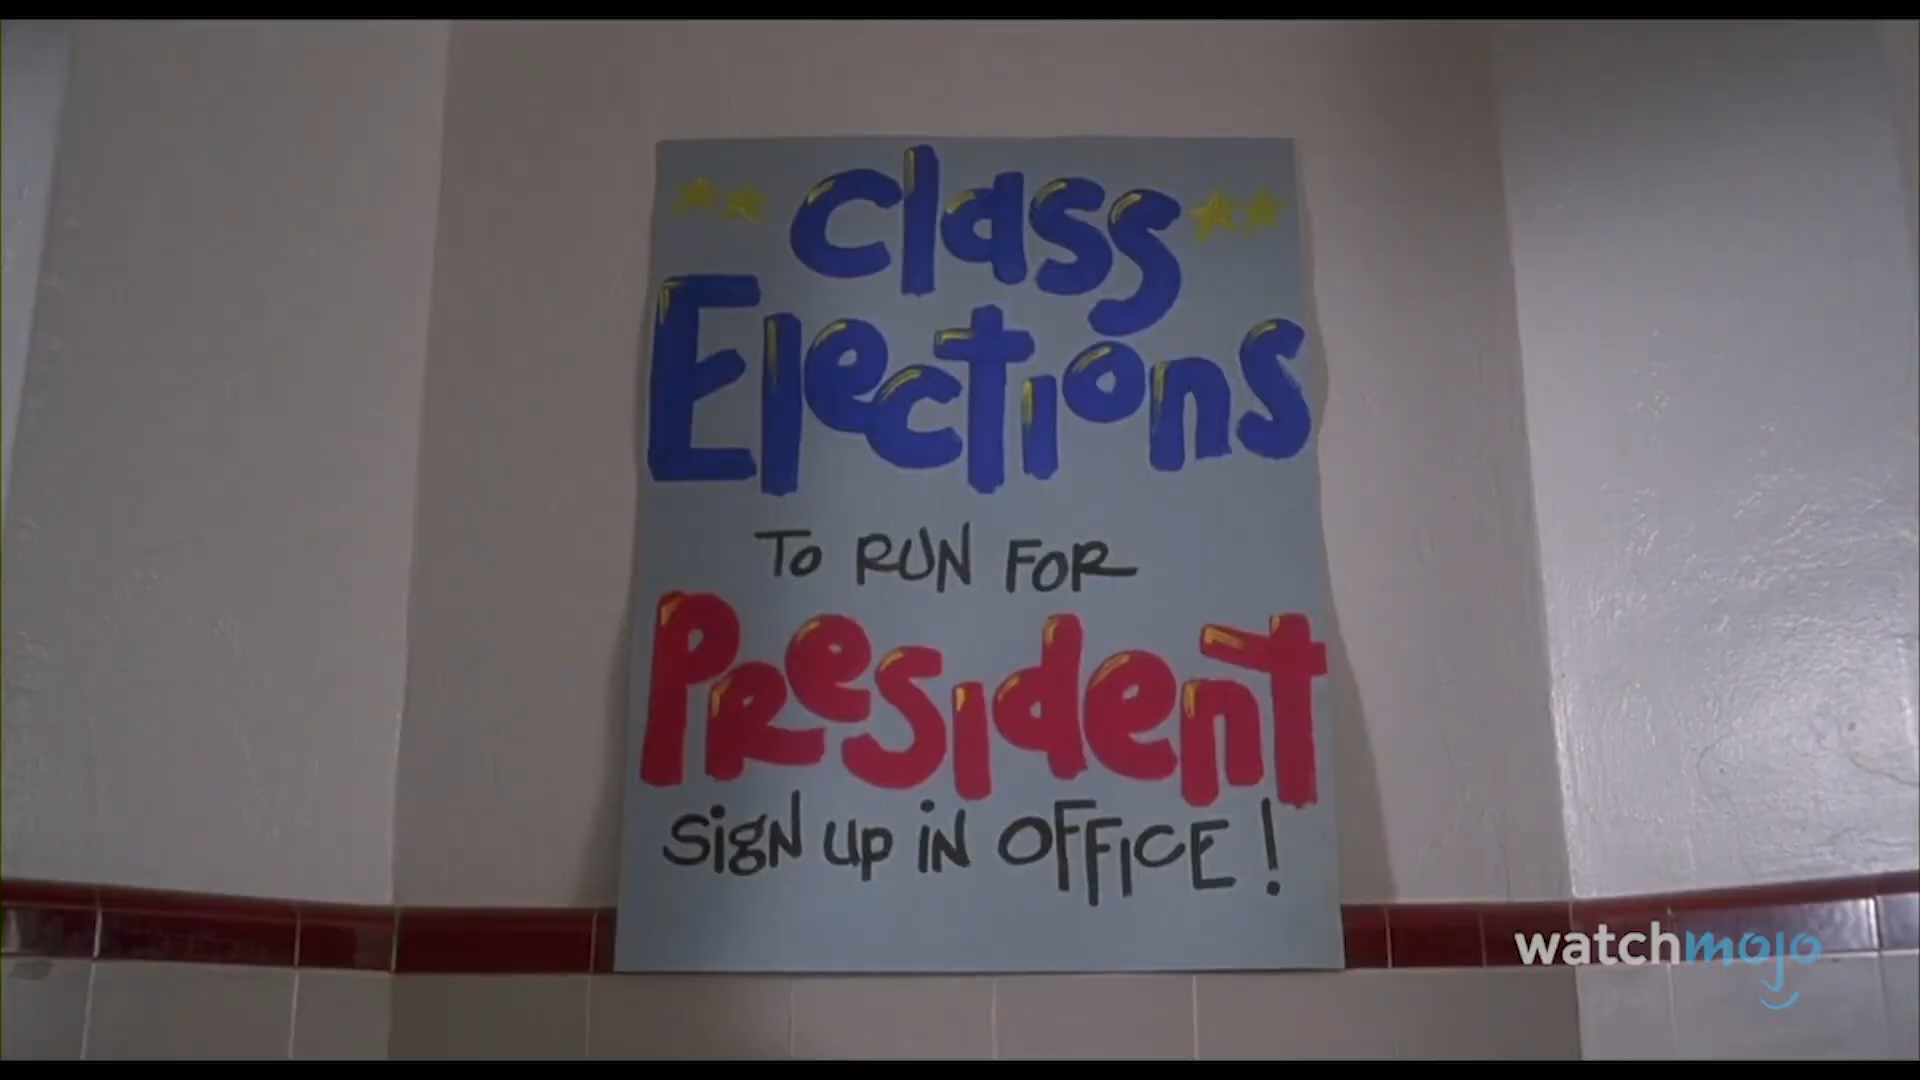 Class
Elections
To RUN FOR
PResident
SigN up iN OFFICE!
watchmojo